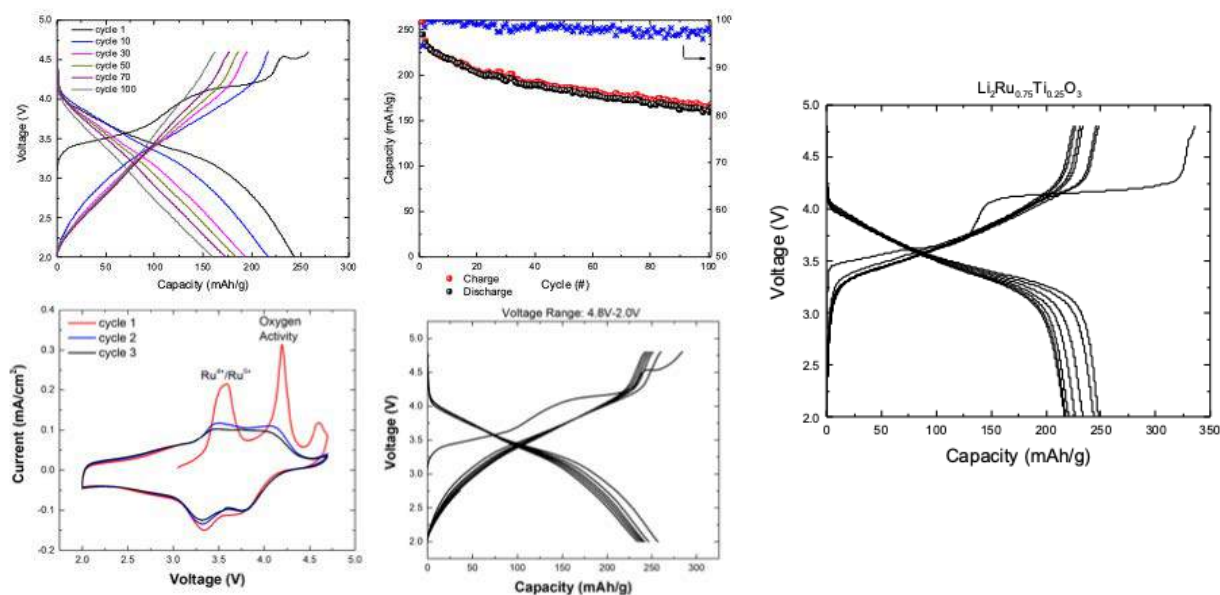 cycle 1
cycle 10
cycle 30
cycle 50
cycle 70
cycle 100
Voltage (V)
4.5
4.0
3.5
3.0
2.5
2.0
0 50 100 150 200 250 300
Capacity (mAh/g)
Capacity (mAh/g)
250
200
150
100
50
0
100
90
80
70
60
50
0 20 40 60 80 100
Cycle (#)
Charge
Discharge
Li2Ru0.75Ti0.25O3
Voltage (V)
5.0
4.5
4.0
3.5
3.0
2.5
2.0
0 50 100 150 200 250 300 350
Capacity (mAh/g)
cycle 1
cycle 2
cycle 3
Oxygen
Activity
Ru4+/Ru5+
Current (mA/cm2)
0.4
0.3
0.2
0.1
0.0
-0.1
-0.2
2.0 2.5 3.0 3.5 4.0 4.5 5.0
Voltage (V)
Voltage Range: 4.8V-2.0V
Voltage (V)
5.0
4.5
4.0
3.5
3.0
2.5
2.0
0 50 100 150 200 250 300
Capacity (mAh/g)